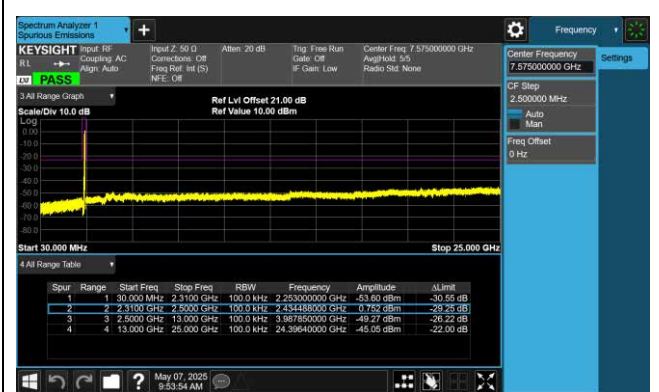 Spectrum Analyzer 1
Spurious Emissions
Frequency
KEYSIGHT
RL
LXI
PASS
Input: RF
Coupling: AC
Align: Auto
Input Z: 50 Ω
Corrections: Off
Freq Ref: Int (S)
NFE: Off
Atten: 20 dB
Trig: Free Run
Gate: Off
IF Gain: Low
Center Freq: 7.575000000 GHz
Avg|Hold: 5/5
Radio Std: None
Center Frequency
7.575000000 GHz
Settings
CF Step
2.500000 MHz
Auto
Man
Freq Offset
0 Hz
3 All Range Graph
Scale/Div 10.0 dB
Ref Lvl Offset 21.00 dB
Ref Value 10.00 dBm
Log
0.00
-10.0
-20.0
-30.0
-40.0
-50.0
-60.0
-70.0
-80.0
Start 30.000 MHz
Stop 25.000 GHz
4 All Range Table
Spur Range Start Freq Stop Freq RBW Frequency Amplitude ΔLimit
1 1 30.000 MHz 2.3100 GHz 100.0 kHz 2.253000000 GHz -53.60 dBm -30.55 dB
2 2 2.3100 GHz 2.5000 GHz 100.0 kHz 2.434488000 GHz 0.752 dBm -29.25 dB
3 3 2.5000 GHz 13.000 GHz 100.0 kHz 3.987850000 GHz -49.27 dBm -26.22 dB
4 4 13.000 GHz 25.000 GHz 100.0 kHz 24.39640000 GHz -45.05 dBm -22.00 dB
?
May 07, 2025
9:53:54 AM